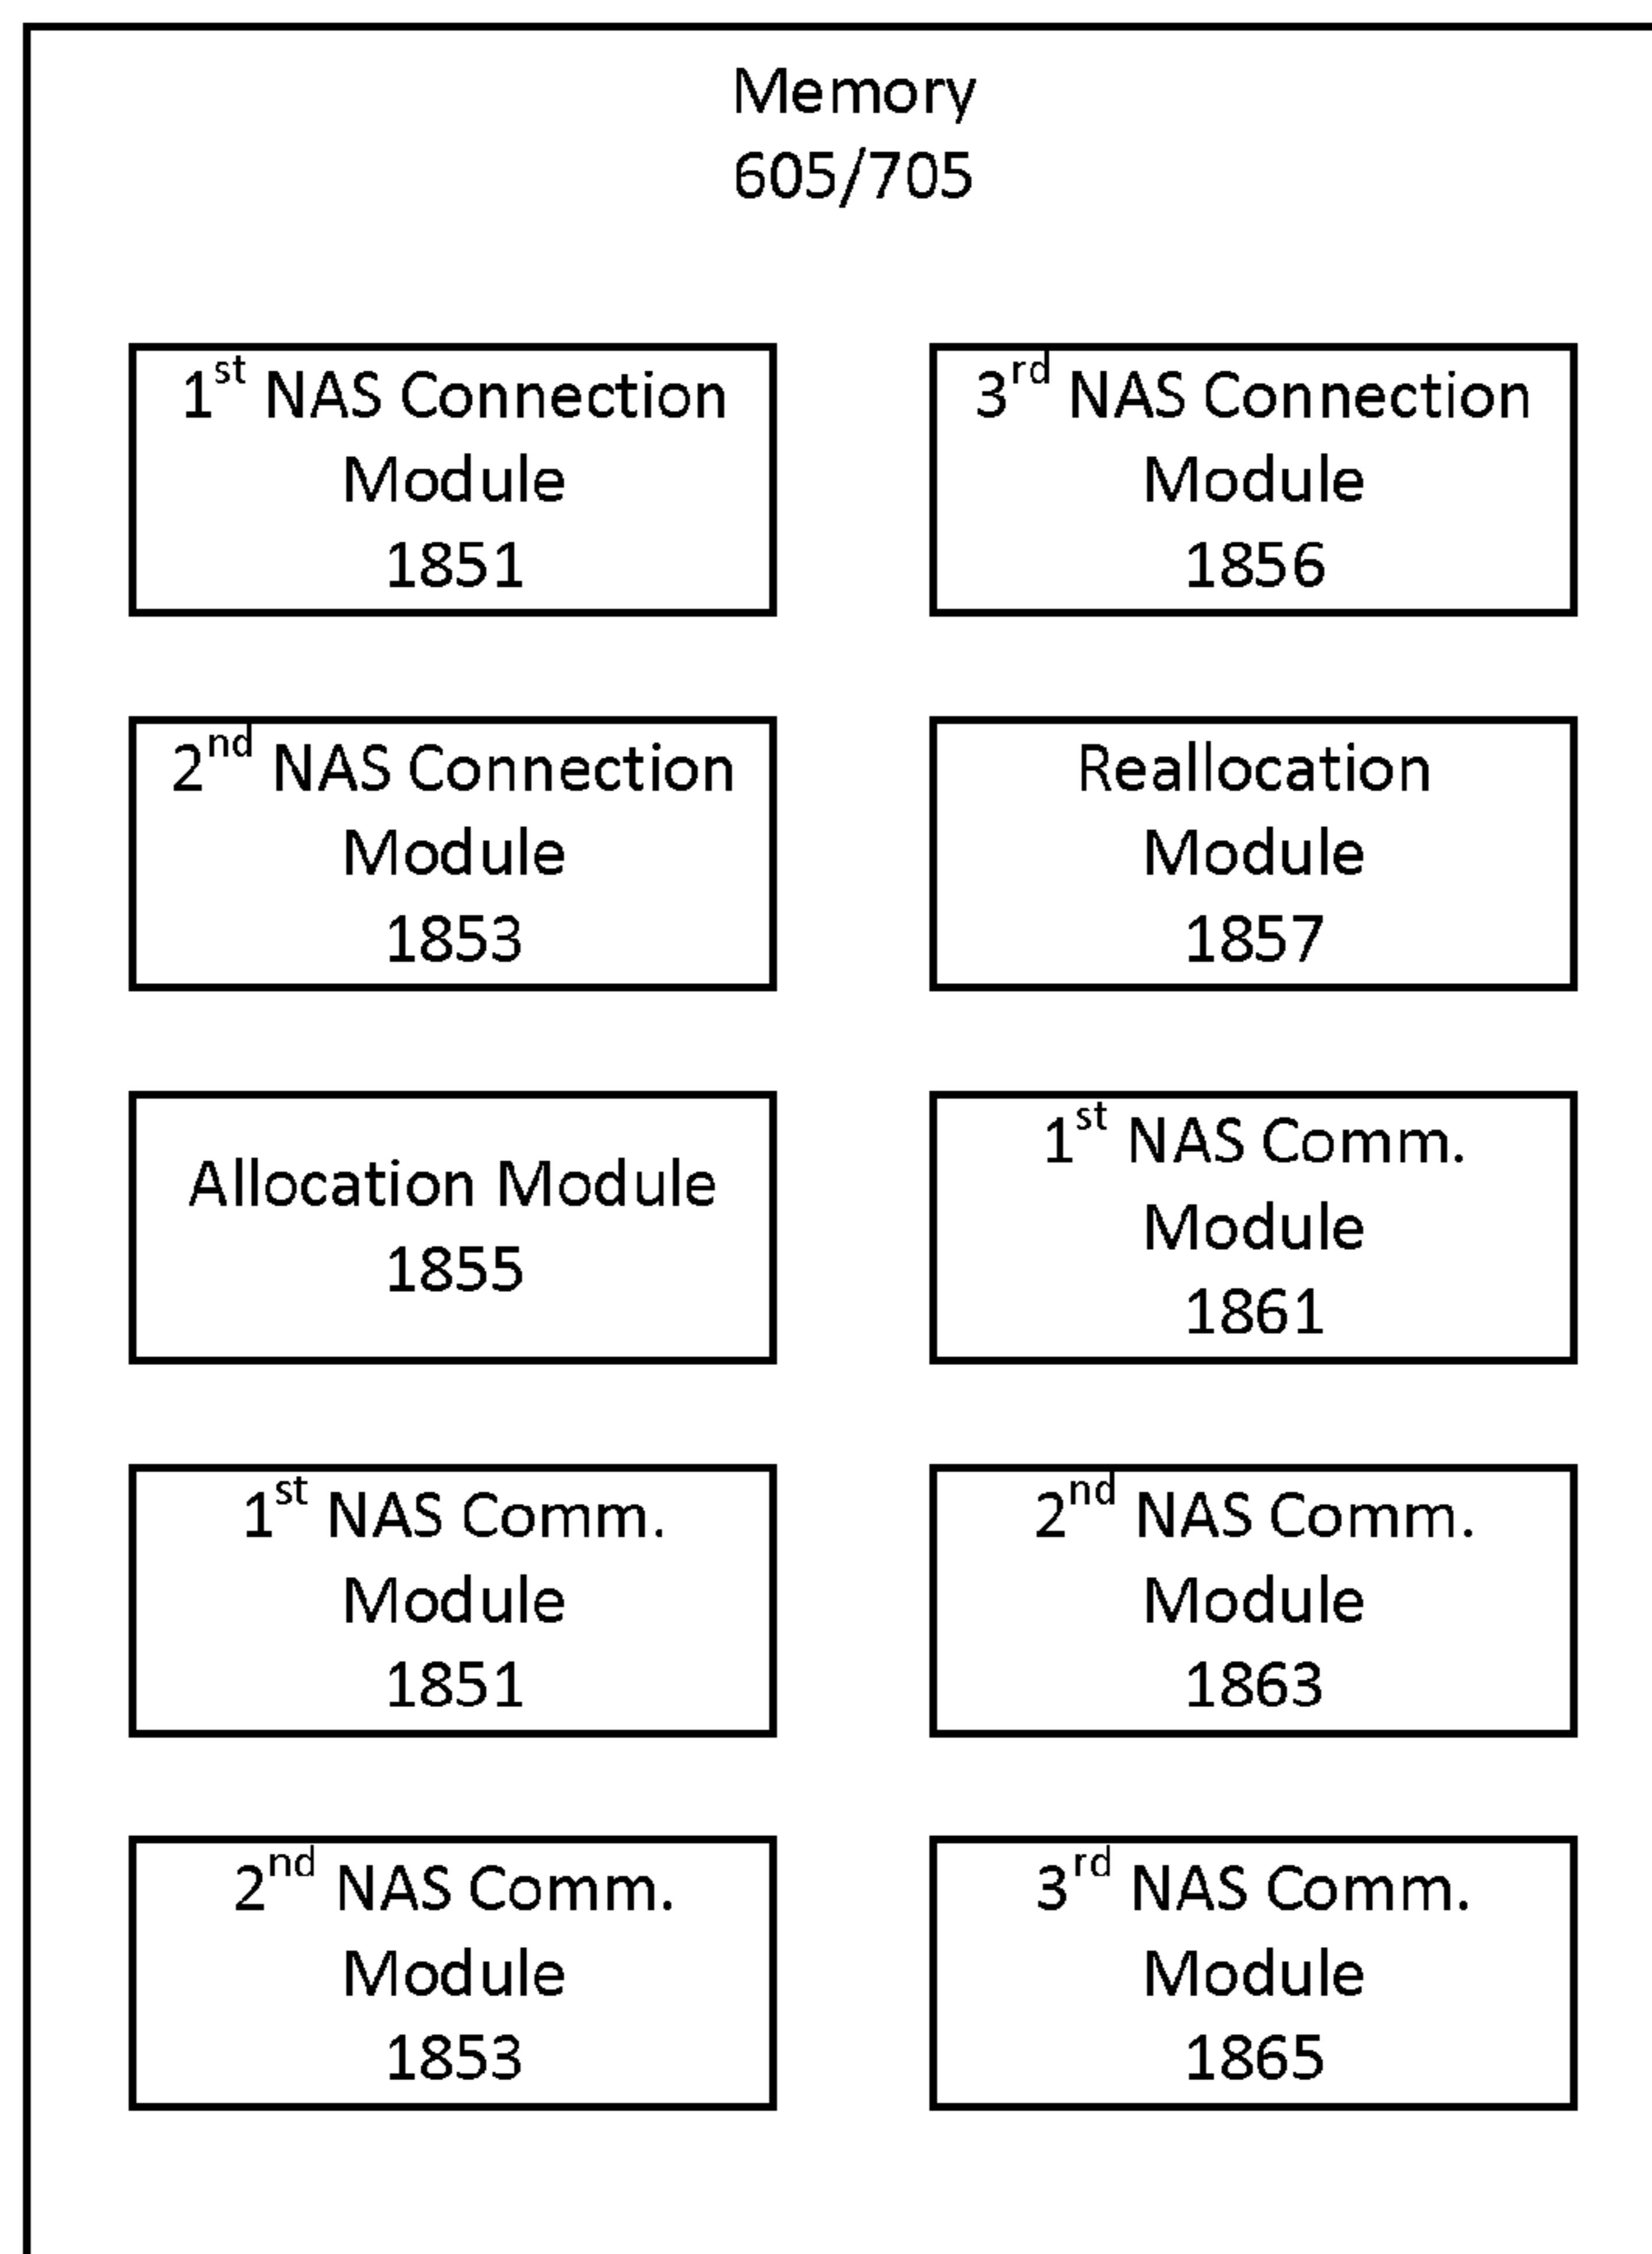 Memory
605/705
1st NAS Connection
Module
1851
3rd NAS Connection
Module
1856
2nd NAS Connection
Module
1853
Reallocation
Module
1857
Allocation Module
1855
1st NAS Comm.
Module
1861
1st NAS Comm.
Module
1851
2nd NAS Comm.
Module
1863
2nd NAS Comm.
Module
1853
3rd NAS Comm.
Module
1865